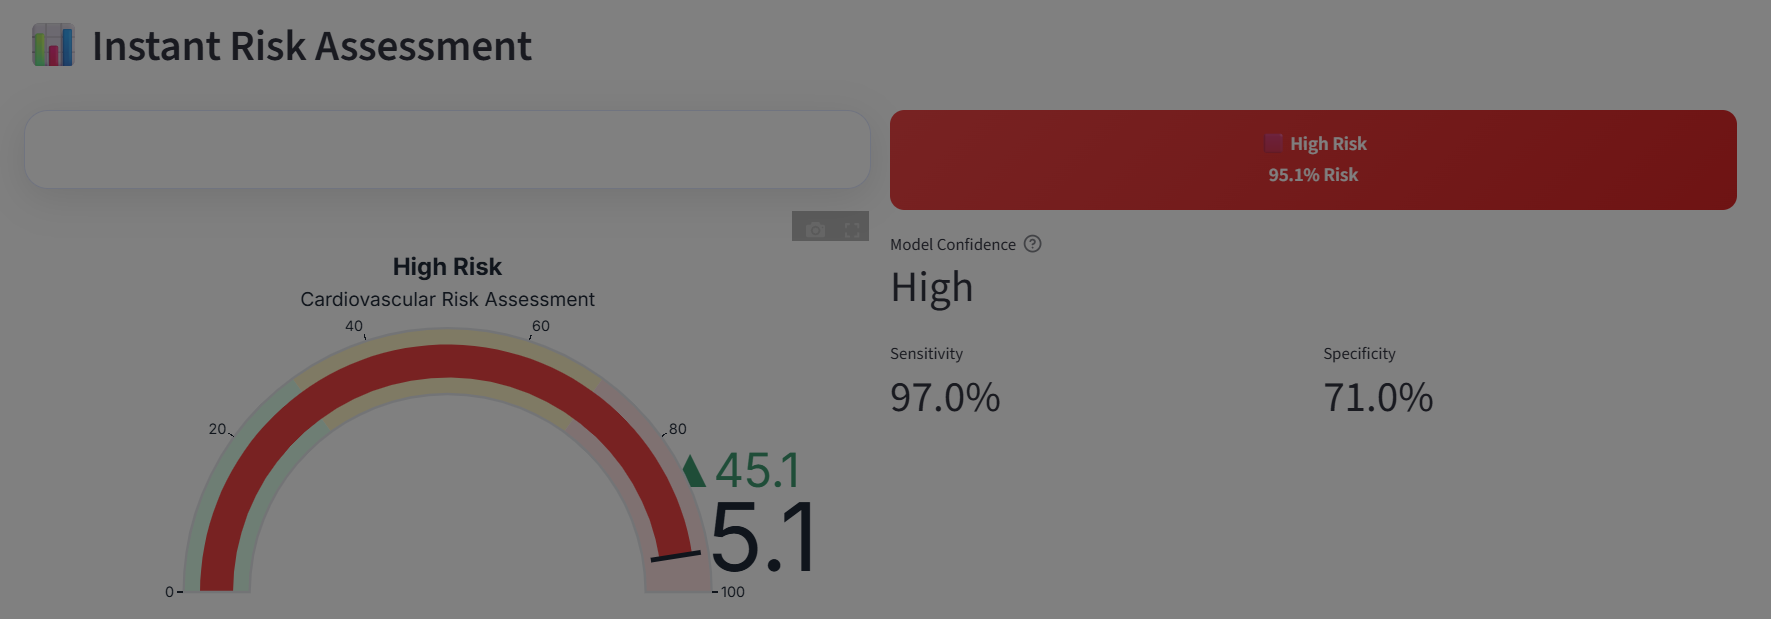 Instant Risk Assessment
High Risk
95.1% Risk
Model Confidence ?
High
Sensitivity
97.0%
Specificity
71.0%
High Risk
Cardiovascular Risk Assessment
0
20
40
60
80
100
▲45.1
5.1